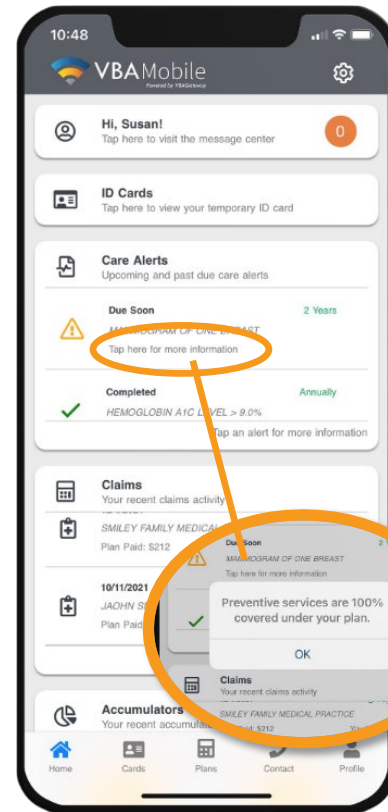 10:48
VBAMobile
Powered by VBAGateway
Hi, Susan!
Tap here to visit the message center
0
ID Cards
Tap here to view your temporary ID card
Care Alerts
Upcoming and past due care alerts
Due Soon 2 Years
MAMMOGRAM OF ONE BREAST
Tap here for more information
Completed Annually
HEMOGLOBIN A1C LEVEL > 9.0%
Tap an alert for more information
Claims
Your recent claims activity
SMILEY FAMILY MEDICAL
Plan Paid: $212
10/11/2021
JAOHN
Plan Paid
Accumulators
Your recent
Home
Cards
Plans
Contact
Profile
Due Soon 2
MAMMOGRAM OF ONE BREAST
Tap here for more information
Preventive services are 100%
covered under your plan.
OK
Claims
Your recent claims activity
SMILEY FAMILY MEDICAL PRACTICE
$212